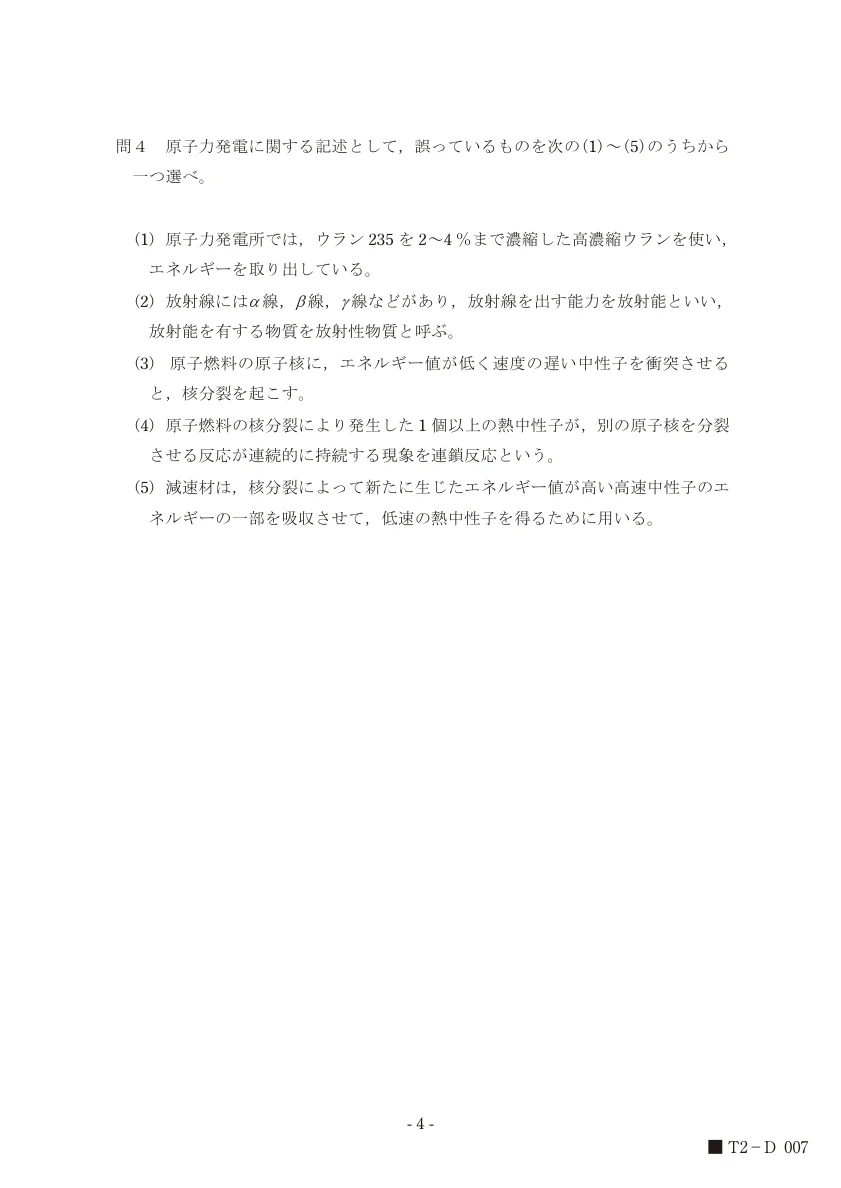 問4　原子力発電に関する記述として，誤っているものを次の(1)～(5)のうちから
一つ選べ。
(1) 原子力発電所では，ウラン 235 を 2～4 %まで濃縮した高濃縮ウランを使い，
エネルギーを取り出している。
(2) 放射線にはα線，β線，γ線などがあり，放射線を出す能力を放射能といい，
放射能を有する物質を放射性物質と呼ぶ。
(3) 原子燃料の原子核に，エネルギー値が低く速度の遅い中性子を衝突させる
と，核分裂を起こす。
(4) 原子燃料の核分裂により発生した 1 個以上の熱中性子が，別の原子核を分裂
させる反応が連続的に持続する現象を連鎖反応という。
(5) 減速材は，核分裂によって新たに生じたエネルギー値が高い高速中性子のエ
ネルギーの一部を吸収させて，低速の熱中性子を得るために用いる。
- 4 -
■ T2－D 007